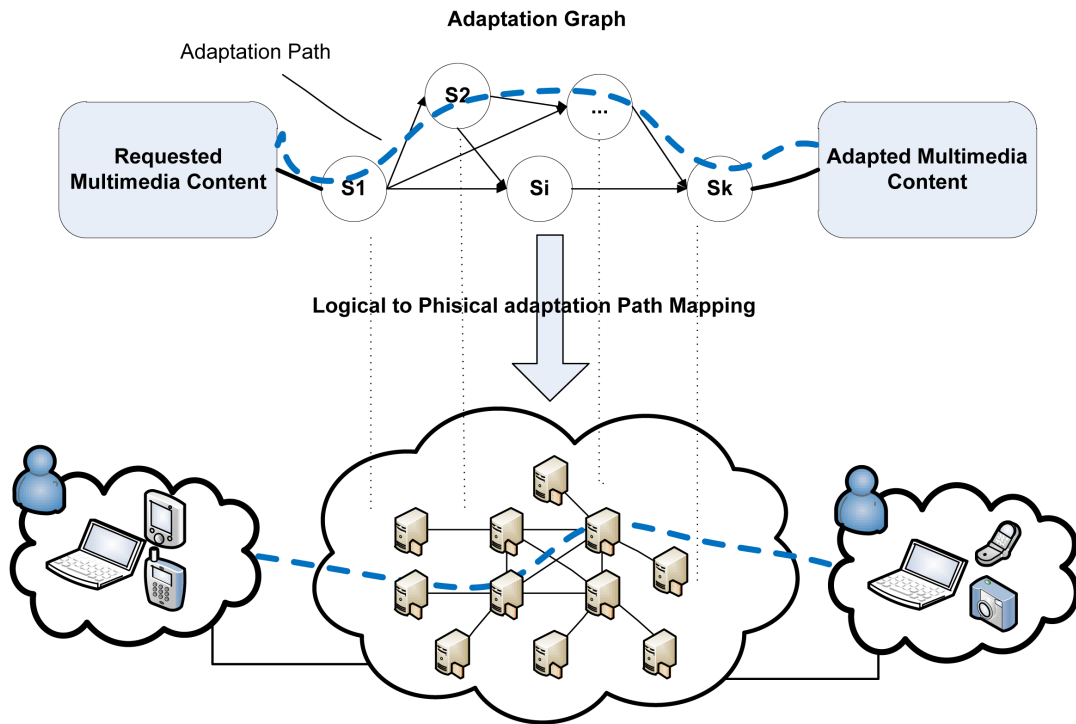 Adaptation Graph
Adaptation Path
S2
...
Requested
Multimedia Content
S1
Si
Sk
Adapted Multimedia
Content
Logical to Phisical adaptation Path Mapping